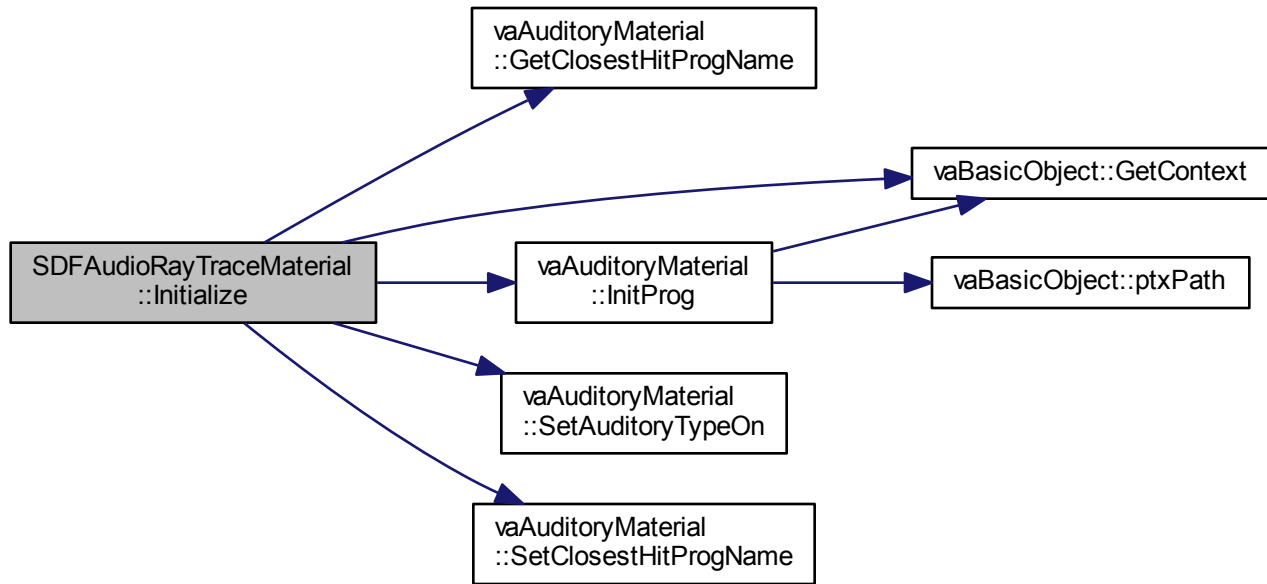 vaAuditoryMaterial
::GetClosestHitProgName
vaBasicObject::GetContext
SDFAudioRayTraceMaterial
::Initialize
vaAuditoryMaterial
::InitProg
vaBasicObject::ptxPath
vaAuditoryMaterial
::SetAuditoryTypeOn
vaAuditoryMaterial
::SetClosestHitProgName